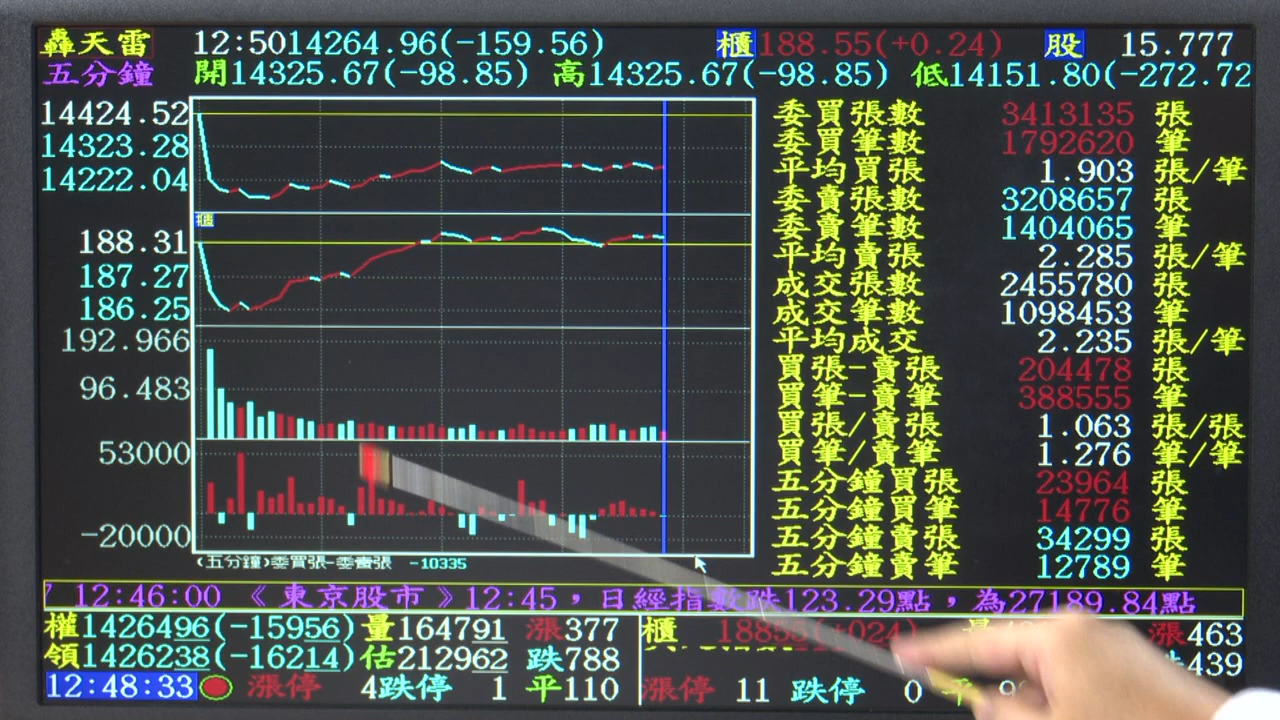 轟天雷 12:50 14264.96(-159.56) 櫃 188.55(+0.24) 股 15.777
五分鐘 開14325.67(-98.85) 高14325.67(-98.85) 低14151.80(-272.72
14424.52
14323.28
14222.04
櫃
188.31
187.27
186.25
192.966
96.483
53000
-20000
(五分鐘)委買張-委賣張 -10335
委買張數 3413135 張
委買筆數 1792620 筆
平均買張 1.903 張/筆
委賣張數 3208657 張
委賣筆數 1404065 筆
平均賣張 2.285 張/筆
成交張數 2455780 張
成交筆數 1098453 筆
平均成交 2.235 張/筆
買張-賣張 204478 張
買筆-賣筆 388555 筆
買張/賣張 1.063 張/張
買筆/賣筆 1.276 筆/筆
五分鐘買張 23964 張
五分鐘買筆 14776 筆
五分鐘賣張 34299 張
五分鐘賣筆 12789 筆
12:46:00 《東京股市》12:45，日經指數跌123.29點，為27189.84點
權1426496(-15956) 量164791 漲377 櫃 18855(+024) 漲463
領1426238(-16214) 估212962 跌788 439
12:48:33 漲停 4 跌停 1 平110 漲停 11 跌停 0 平